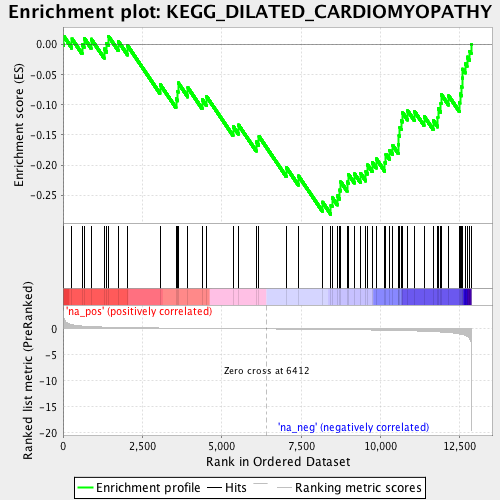 Enrichment plot: KEGG_DILATED_CARDIOMYOPATHY
Enrichment score (ES)
0.00
-0.05
-0.10
-0.15
-0.20
-0.25
'na_pos' (positively correlated)
Ranked list metric (PreRanked)
0
-5
-10
-15
-20
Zero cross at 6412
'na_neg' (negatively correlated)
0
2,500
5,000
7,500
10,000
12,500
Rank in Ordered Dataset
Enrichment profile
Hits
Ranking metric scores